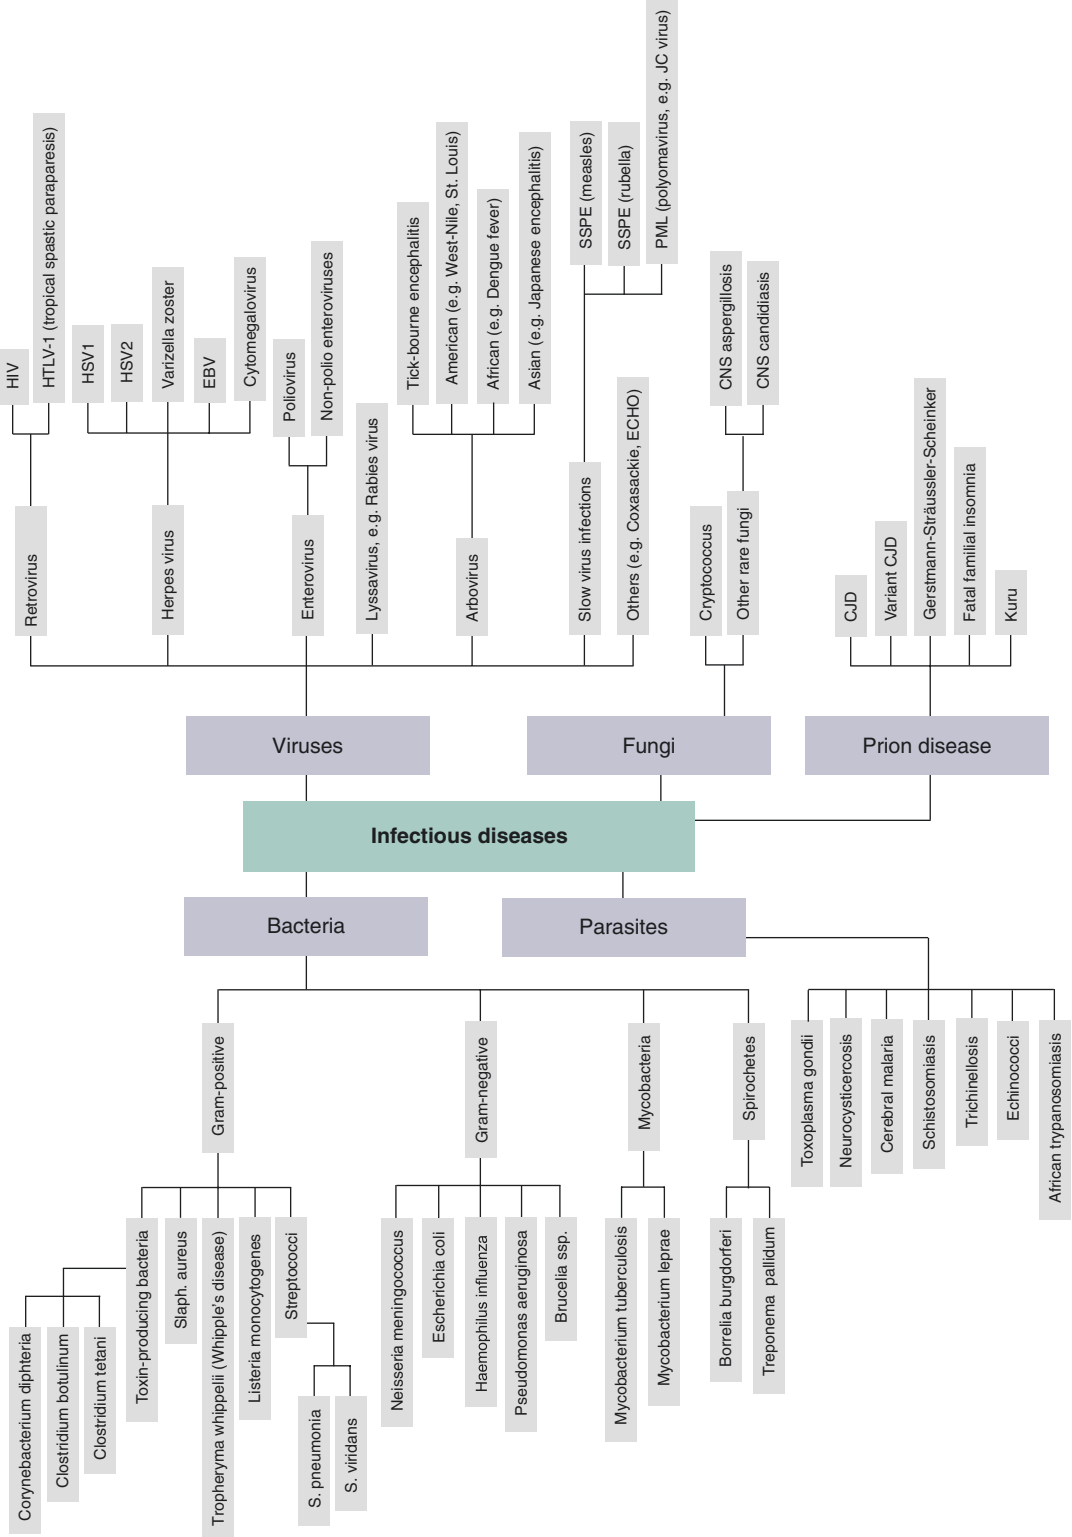 HIV
HTLV-1 (tropical spastic paraparesis)
HSV1
HSV2
Varizella zoster
EBV
Cytomegalovirus
Poliovirus
Non-polio enteroviruses
Tick-bourne encephalitis
American (e.g. West-Nile, St. Louis)
African (e.g. Dengue fever)
Asian (e.g. Japanese encephalitis)
SSPE (measles)
SSPE (rubella)
PML (polyomavirus, e.g. JC virus)
CNS aspergillosis
CNS candidiasis
Retrovirus
Herpes virus
Enterovirus
Lyssavirus, e.g. Rabies virus
Arbovirus
Slow virus infections
Others (e.g. Coxasackie, ECHO)
Cryptococcus
Other rare fungi
CJD
Variant CJD
Gerstmann-Sträussler-Scheinker
Fatal familial insomnia
Kuru
Viruses
Fungi
Prion disease
Infectious diseases
Bacteria
Parasites
Gram-positive
Gram-negative
Mycobacteria
Spirochetes
Toxoplasma gondii
Neurocysticercosis
Cerebral malaria
Schistosomiasis
Trichinellosis
Echinococci
African trypanosomiasis
Toxin-producing bacteria
Slaph. aureus
Tropheryma whippelii (Whipple's disease)
Listeria monocytogenes
Streptococci
Neisseria meningococcus
Escherichia coli
Haemophilus influenza
Pseudomonas aeruginosa
Brucelia ssp.
Mycobacterium tuberculosis
Mycobacterium leprae
Borrelia burgdorferi
Treponema pallidum
Corynebacterium diphteria
Clostridium botulinum
Clostridium tetani
S. pneumonia
S. viridans